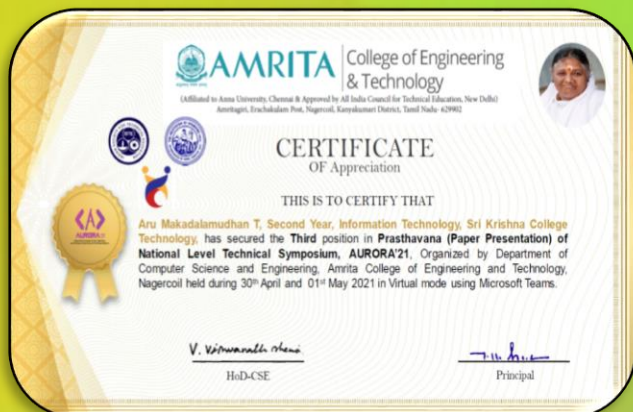 AMRITA
College of Engineering
& Technology
(Affiliated to Anna University, Chennai & Approved by All India Council for Technical Education, New Delhi)
Amritagiri, Erachakulam Post, Nagercoil, Kanyakumari District, Tamil Nadu- 629902
CERTIFICATE
OF Appreciation
THIS IS TO CERTIFY THAT
Aru Makadalamudhan T, Second Year, Information Technology, Sri Krishna College
Technology, has secured the Third position in Prasthavana (Paper Presentation) of
National Level Technical Symposium, AURORA'21, Organized by Department of
Computer Science and Engineering, Amrita College of Engineering and Technology,
Nagercoil held during 30th April and 01st May 2021 in Virtual mode using Microsoft Teams.
<A>
AURORA'21
HoD-CSE
Principal